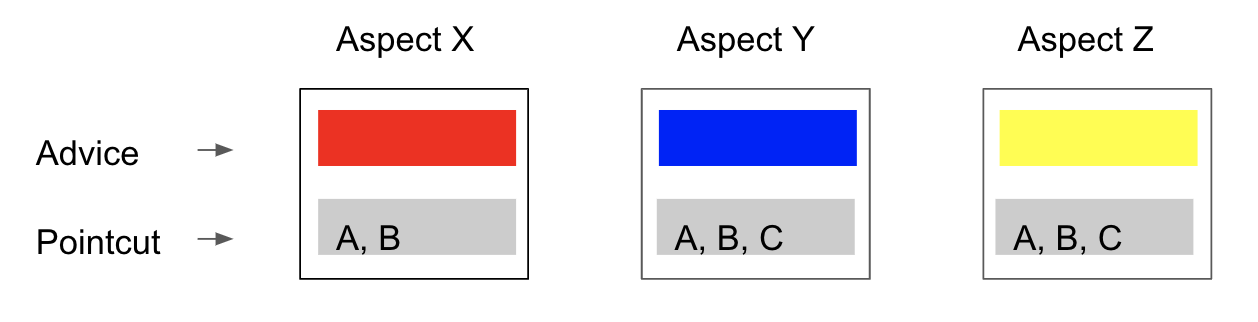 Aspect X
Aspect Y
Aspect Z
Advice
Pointcut
A, B
A, B, C
A, B, C